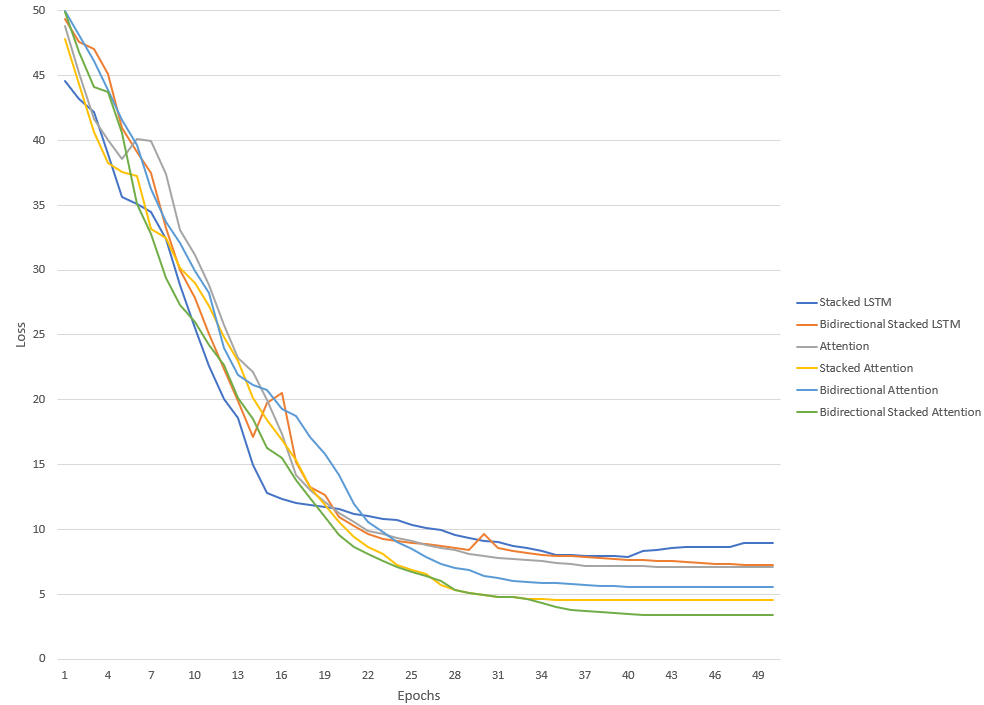 50
45
40
35
30
25
20
15
10
5
0
Loss
1 4 7 10 13 16 19 22 25 28 31 34 37 40 43 46 49
Epochs
Stacked LSTM
Bidirectional Stacked LSTM
Attention
Stacked Attention
Bidirectional Attention
Bidirectional Stacked Attention